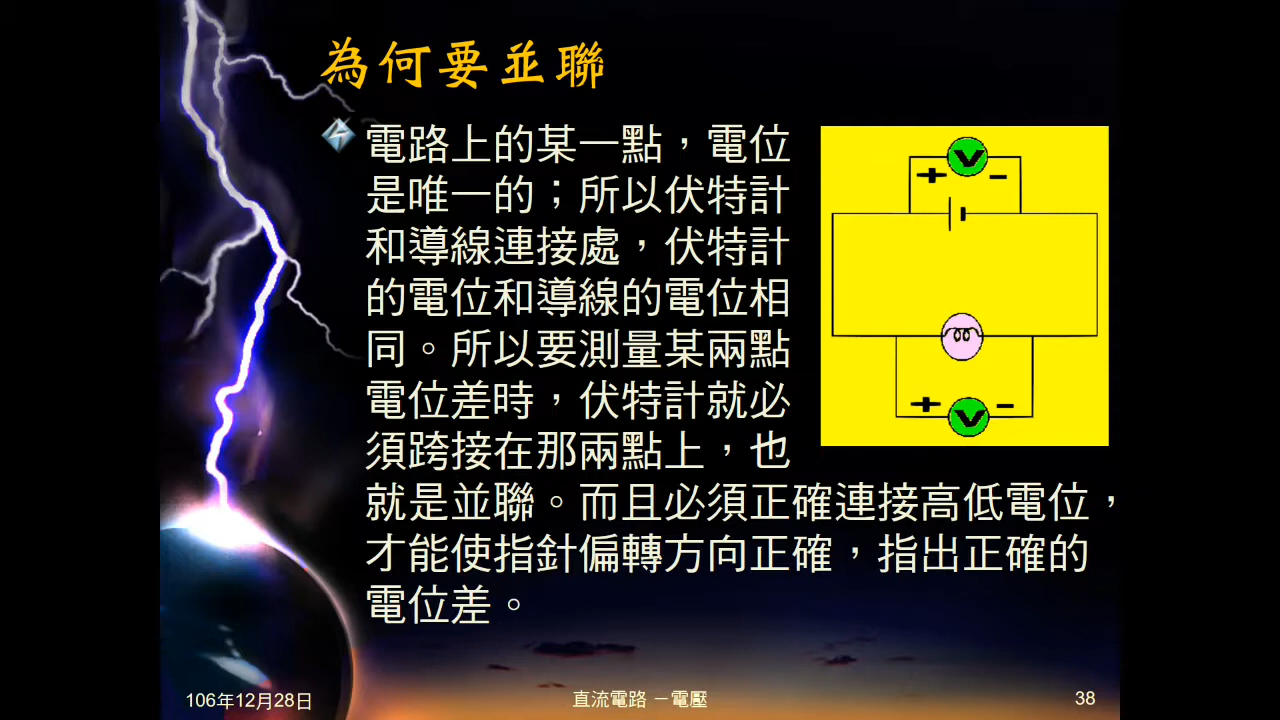 為何要並聯
電路上的某一點，電位
是唯一的；所以伏特計
和導線連接處，伏特計
的電位和導線的電位相
同。所以要測量某兩點
電位差時，伏特計就必
須跨接在那兩點上，也
就是並聯。而且必須正確連接高低電位，
才能使指針偏轉方向正確，指出正確的
電位差。
V
+ −
+ −
V
106年12月28日
直流電路 －電壓
38